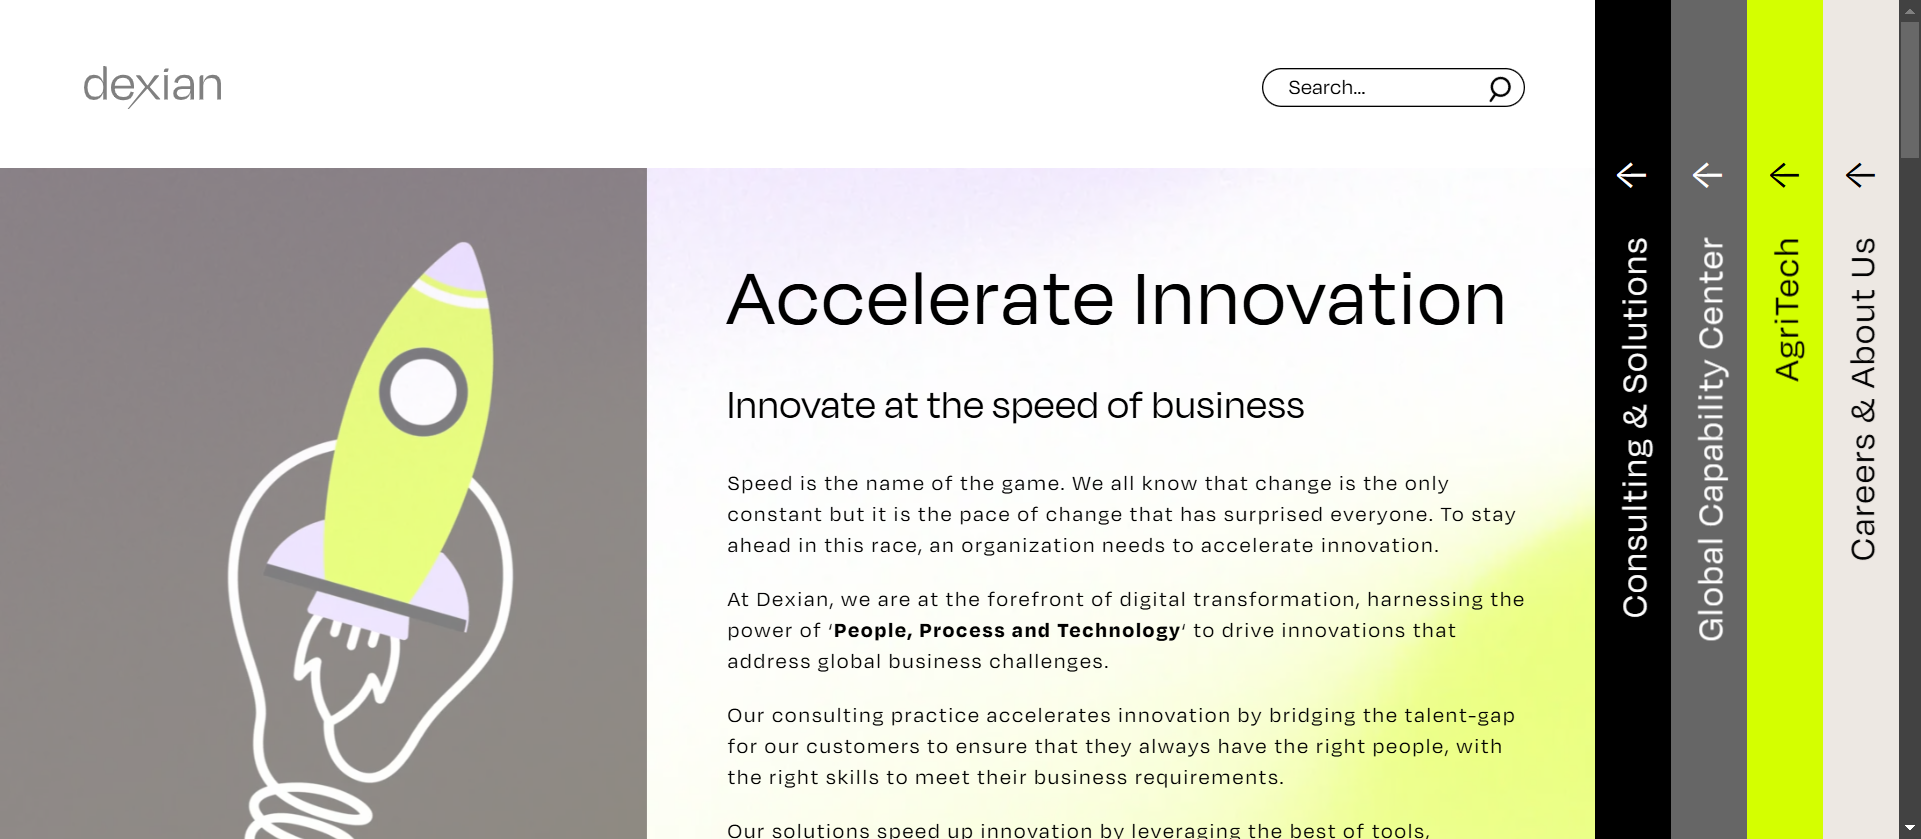 dexian
Search...
Accelerate Innovation
Innovate at the speed of business
Speed is the name of the game. We all know that change is the only
constant but it is the pace of change that has surprised everyone. To stay
ahead in this race, an organization needs to accelerate innovation.
At Dexian, we are at the forefront of digital transformation, harnessing the
power of ‘People, Process and Technology‘ to drive innovations that
address global business challenges.
Our consulting practice accelerates innovation by bridging the talent-gap
for our customers to ensure that they always have the right people, with
the right skills to meet their business requirements.
Our solutions speed up innovation by leveraging the best of tools,
Consulting & Solutions
Global Capability Center
AgriTech
Careers & About Us